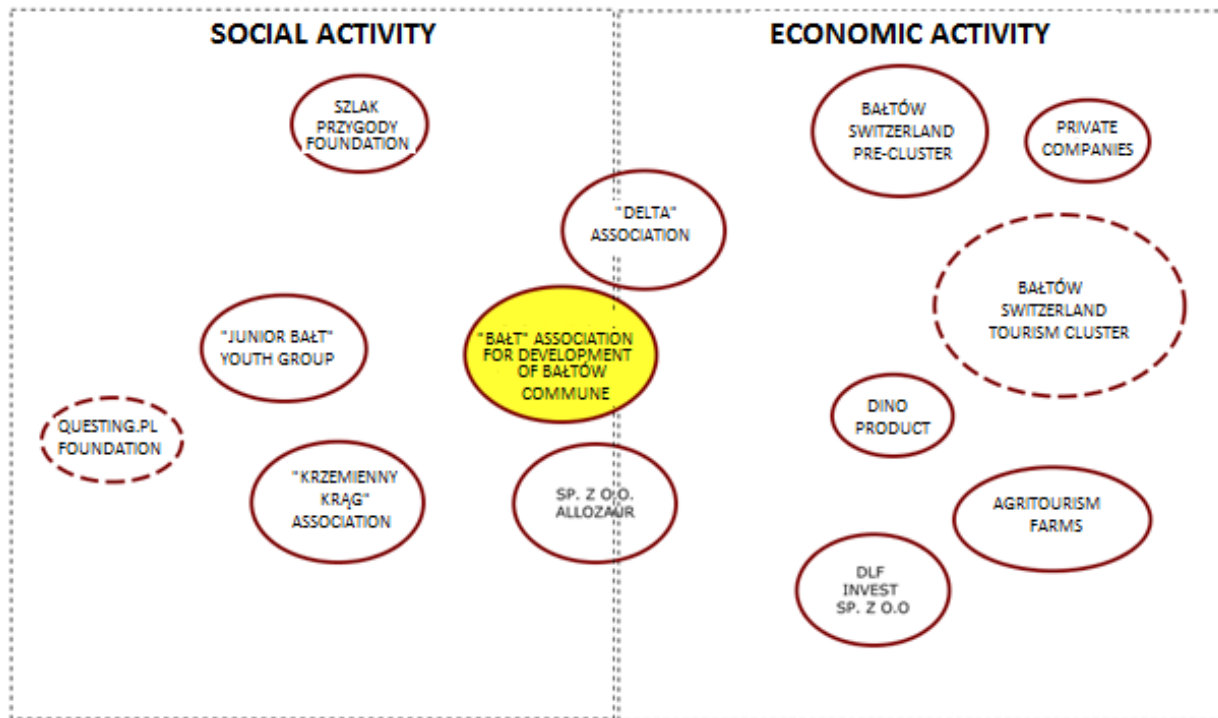 SOCIAL ACTIVITY
ECONOMIC ACTIVITY
SZLAK
PRZYGODY
FOUNDATION
BAŁTÓW
SWITZERLAND
PRE-CLUSTER
PRIVATE
COMPANIES
"DELTA"
ASSOCIATION
BAŁTÓW
SWITZERLAND
TOURISM CLUSTER
"JUNIOR BAŁT"
YOUTH GROUP
"BAŁT" ASSOCIATION
FOR DEVELOPMENT
OF BAŁTÓW
COMMUNE
DINO
PRODUCT
QUESTING.PL
FOUNDATION
"KRZEMIENNY
KRĄG"
ASSOCIATION
SP. Z O.O.
ALLOZAUR
AGRITOURISM
FARMS
DLF
INVEST
SP. Z O.O